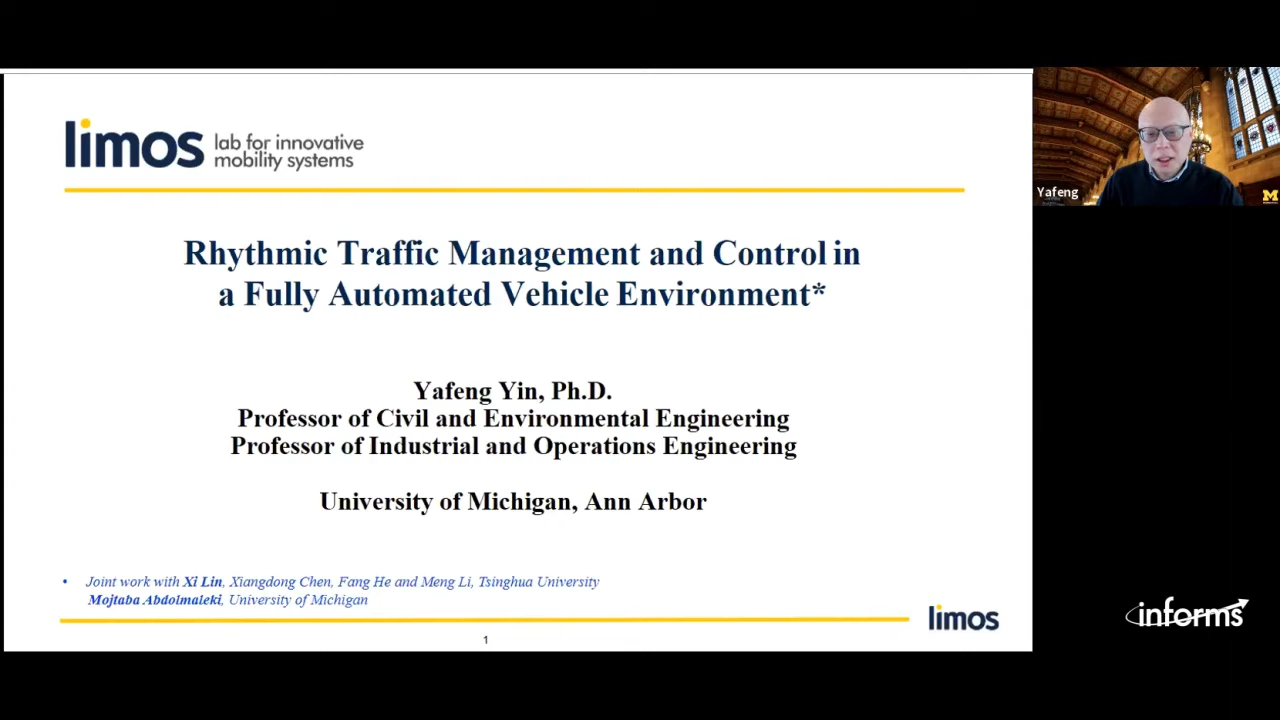 limos lab for innovative
mobility systems
Rhythmic Traffic Management and Control in
a Fully Automated Vehicle Environment*
Yafeng Yin, Ph.D.
Professor of Civil and Environmental Engineering
Professor of Industrial and Operations Engineering
University of Michigan, Ann Arbor
• Joint work with Xi Lin, Xiangdong Chen, Fang He and Meng Li, Tsinghua University
Mojtaba Abdolmaleki, University of Michigan
limos
1
Yafeng
M
informs